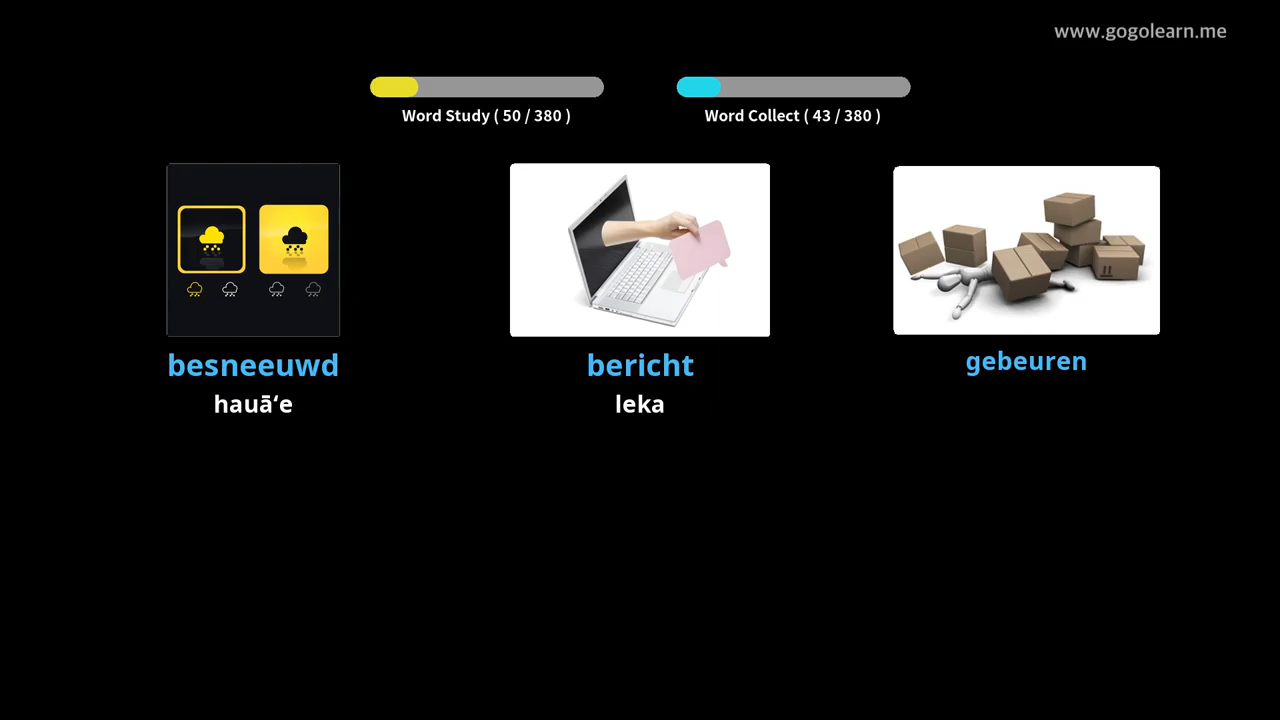 www.gogolearn.me
Word Study ( 50 / 380 )
Word Collect ( 43 / 380 )
besneeuwd
hauāʻe
bericht
leka
gebeuren